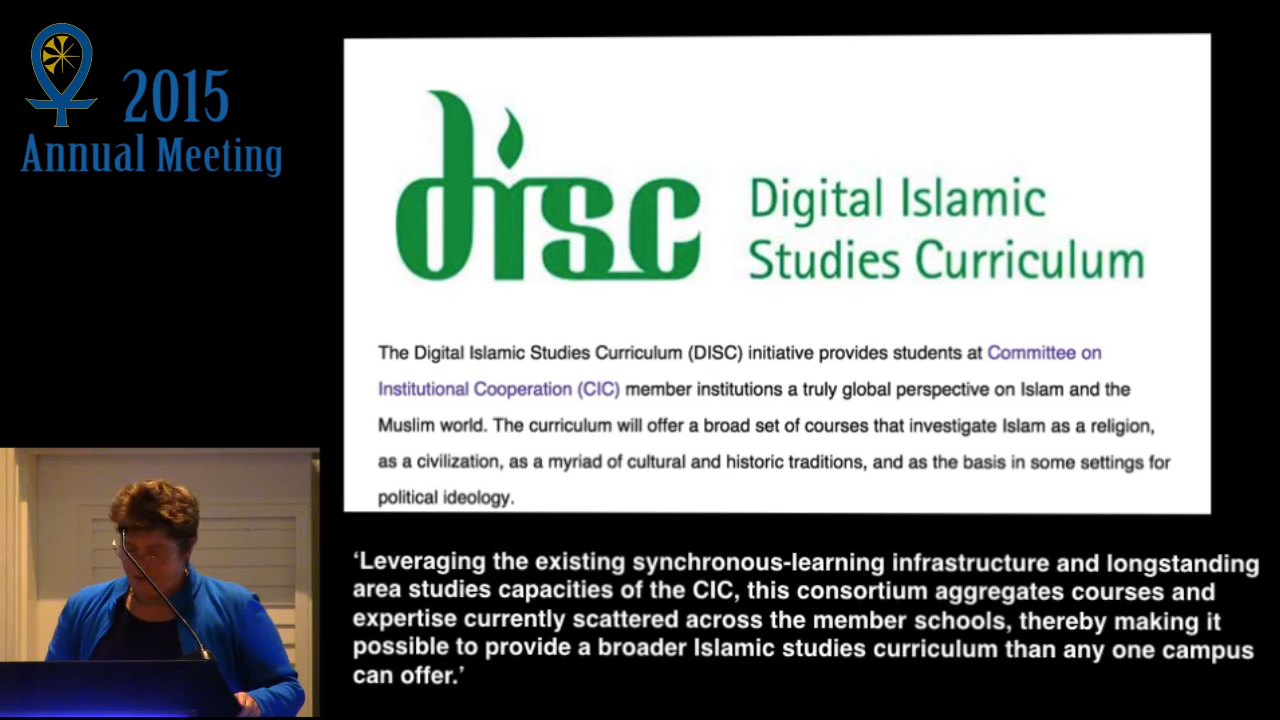 2015
Annual Meeting
disc
Digital Islamic
Studies Curriculum
The Digital Islamic Studies Curriculum (DISC) initiative provides students at Committee on
Institutional Cooperation (CIC) member institutions a truly global perspective on Islam and the
Muslim world. The curriculum will offer a broad set of courses that investigate Islam as a religion,
as a civilization, as a myriad of cultural and historic traditions, and as the basis in some settings for
political ideology.
‘Leveraging the existing synchronous-learning infrastructure and longstanding
area studies capacities of the CIC, this consortium aggregates courses and
expertise currently scattered across the member schools, thereby making it
possible to provide a broader Islamic studies curriculum than any one campus
can offer.’